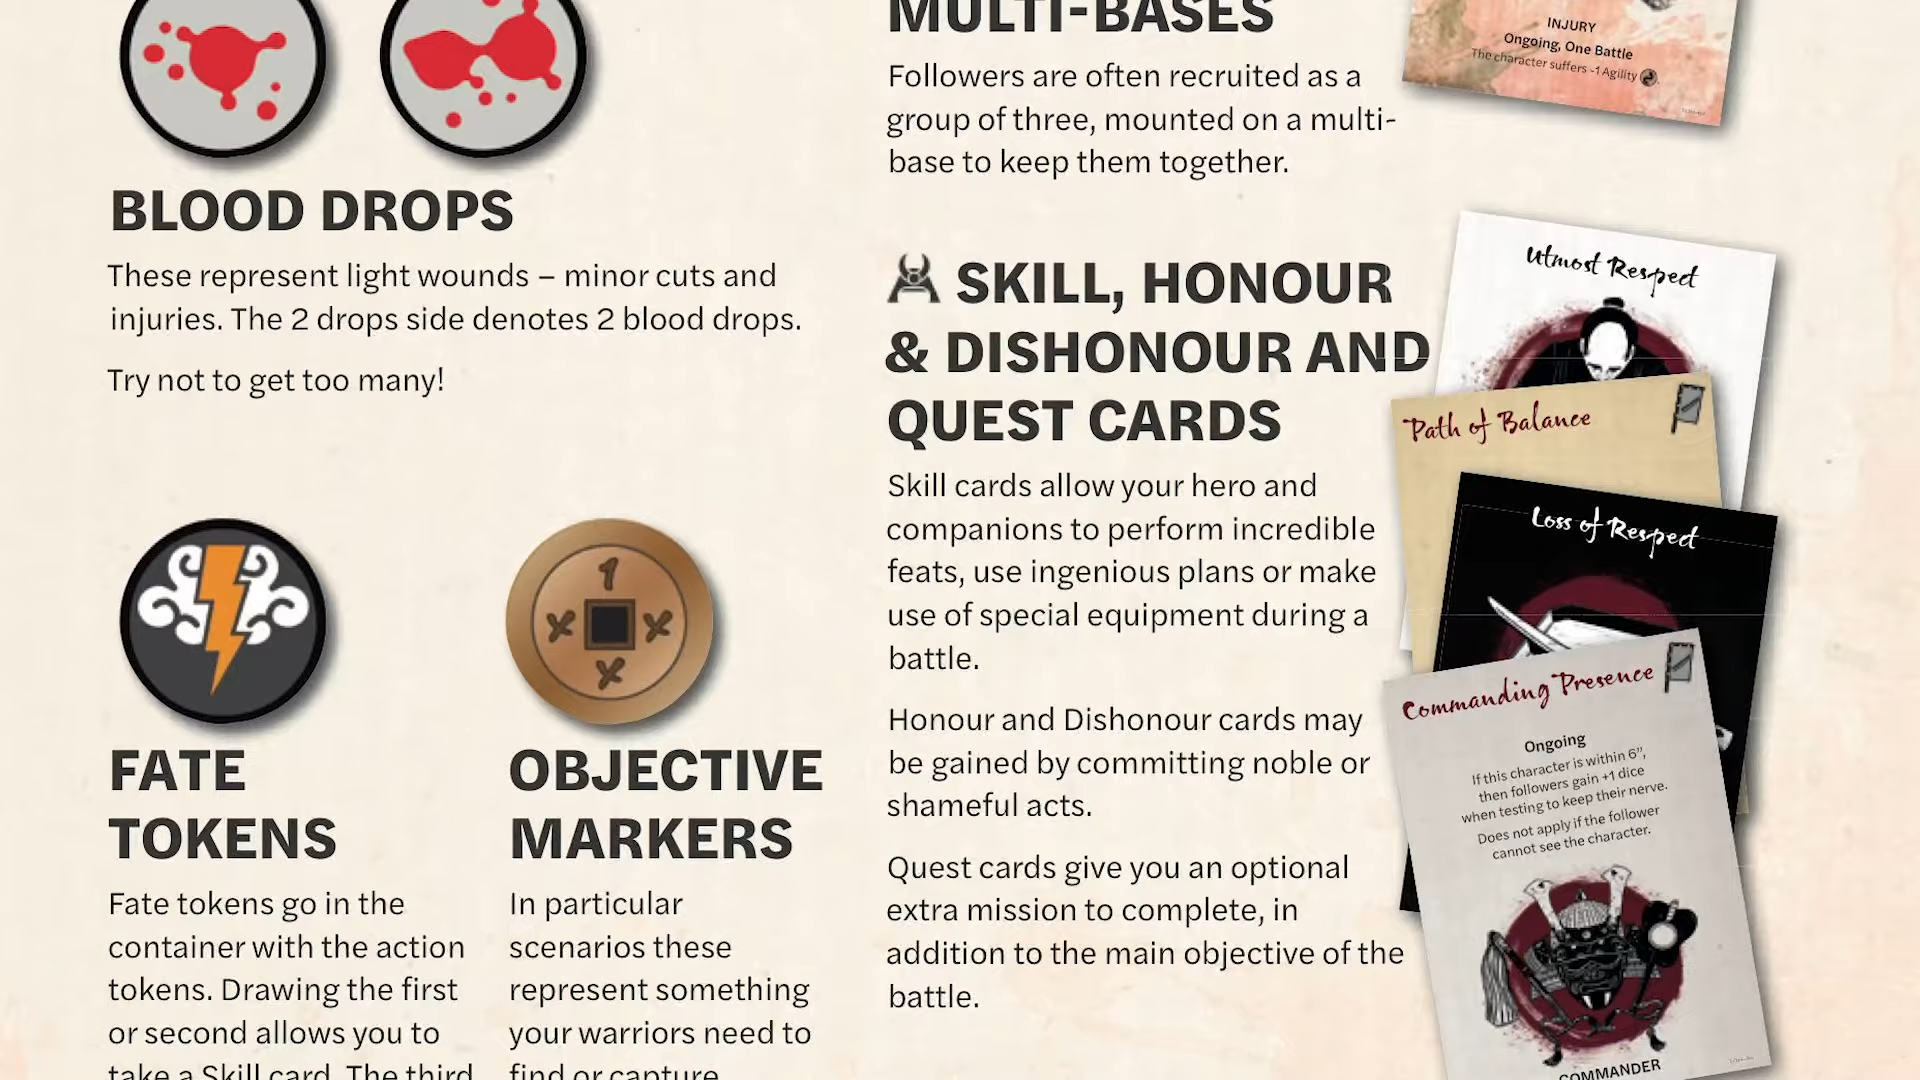 BLOOD DROPS
These represent light wounds – minor cuts and
injuries. The 2 drops side denotes 2 blood drops.
Try not to get too many!
FATE
TOKENS
Fate tokens go in the
container with the action
tokens. Drawing the first
or second allows you to
take a Skill card. The third
1
OBJECTIVE
MARKERS
In particular
scenarios these
represent something
your warriors need to
find or capture.
MULTI-BASES
Followers are often recruited as a
group of three, mounted on a multi-
base to keep them together.
SKILL, HONOUR
& DISHONOUR AND
QUEST CARDS
Skill cards allow your hero and
companions to perform incredible
feats, use ingenious plans or make
use of special equipment during a
battle.
Honour and Dishonour cards may
be gained by committing noble or
shameful acts.
Quest cards give you an optional
extra mission to complete, in
addition to the main objective of the
battle.
INJURY
Ongoing, One Battle
The character suffers -1 Agility
Utmost Respect
Path of Balance
Loss of Respect
Commanding Presence
Ongoing
If this character is within 6”,
then followers gain +1 dice
when testing to keep their nerve.
Does not apply if the follower
cannot see the character.
COMMANDER